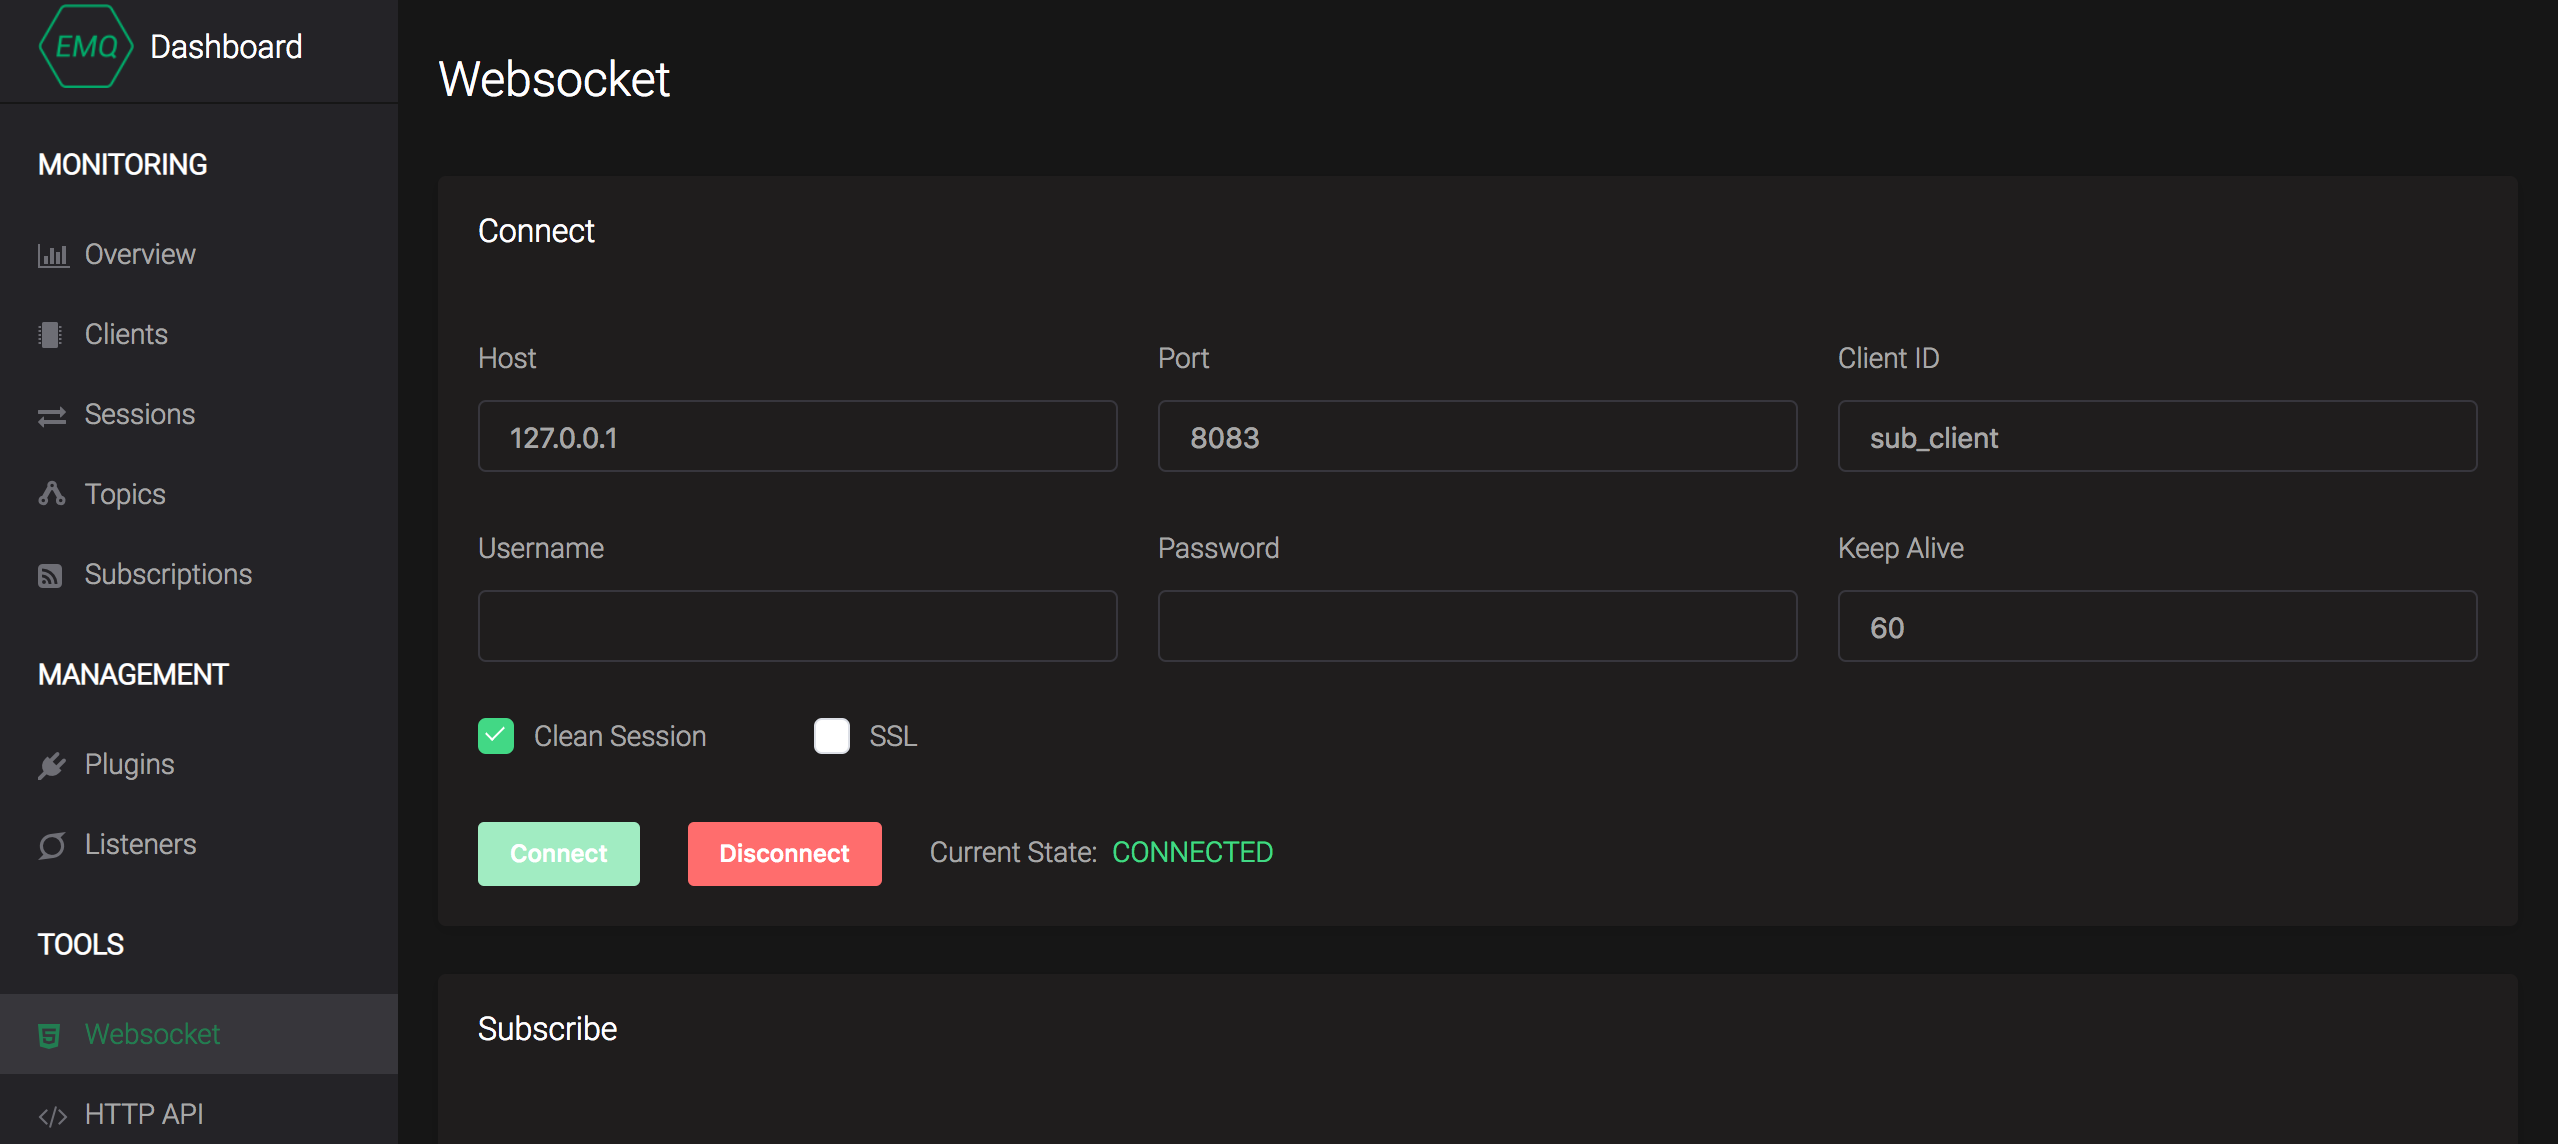 EMQ Dashboard
MONITORING
Overview
Clients
Sessions
Topics
Subscriptions
MANAGEMENT
Plugins
Listeners
TOOLS
Websocket
HTTP API
Websocket
Connect
Host Port Client ID
127.0.0.1 8083 sub_client
Username Password Keep Alive
60
Clean Session SSL
Connect Disconnect Current State: CONNECTED
Subscribe